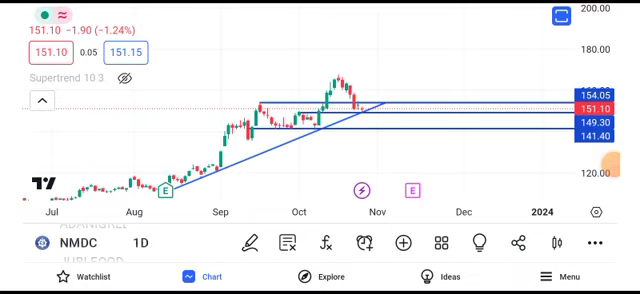 200.00
151.10 −1.90 (−1.24%)
151.10 0.05 151.15
180.00
Supertrend 10 3
154.05
151.10
149.30
141.40
120.00
E E
Jul Aug Sep Oct Nov Dec 2024
NMDC 1D
Watchlist Chart Explore Ideas Menu